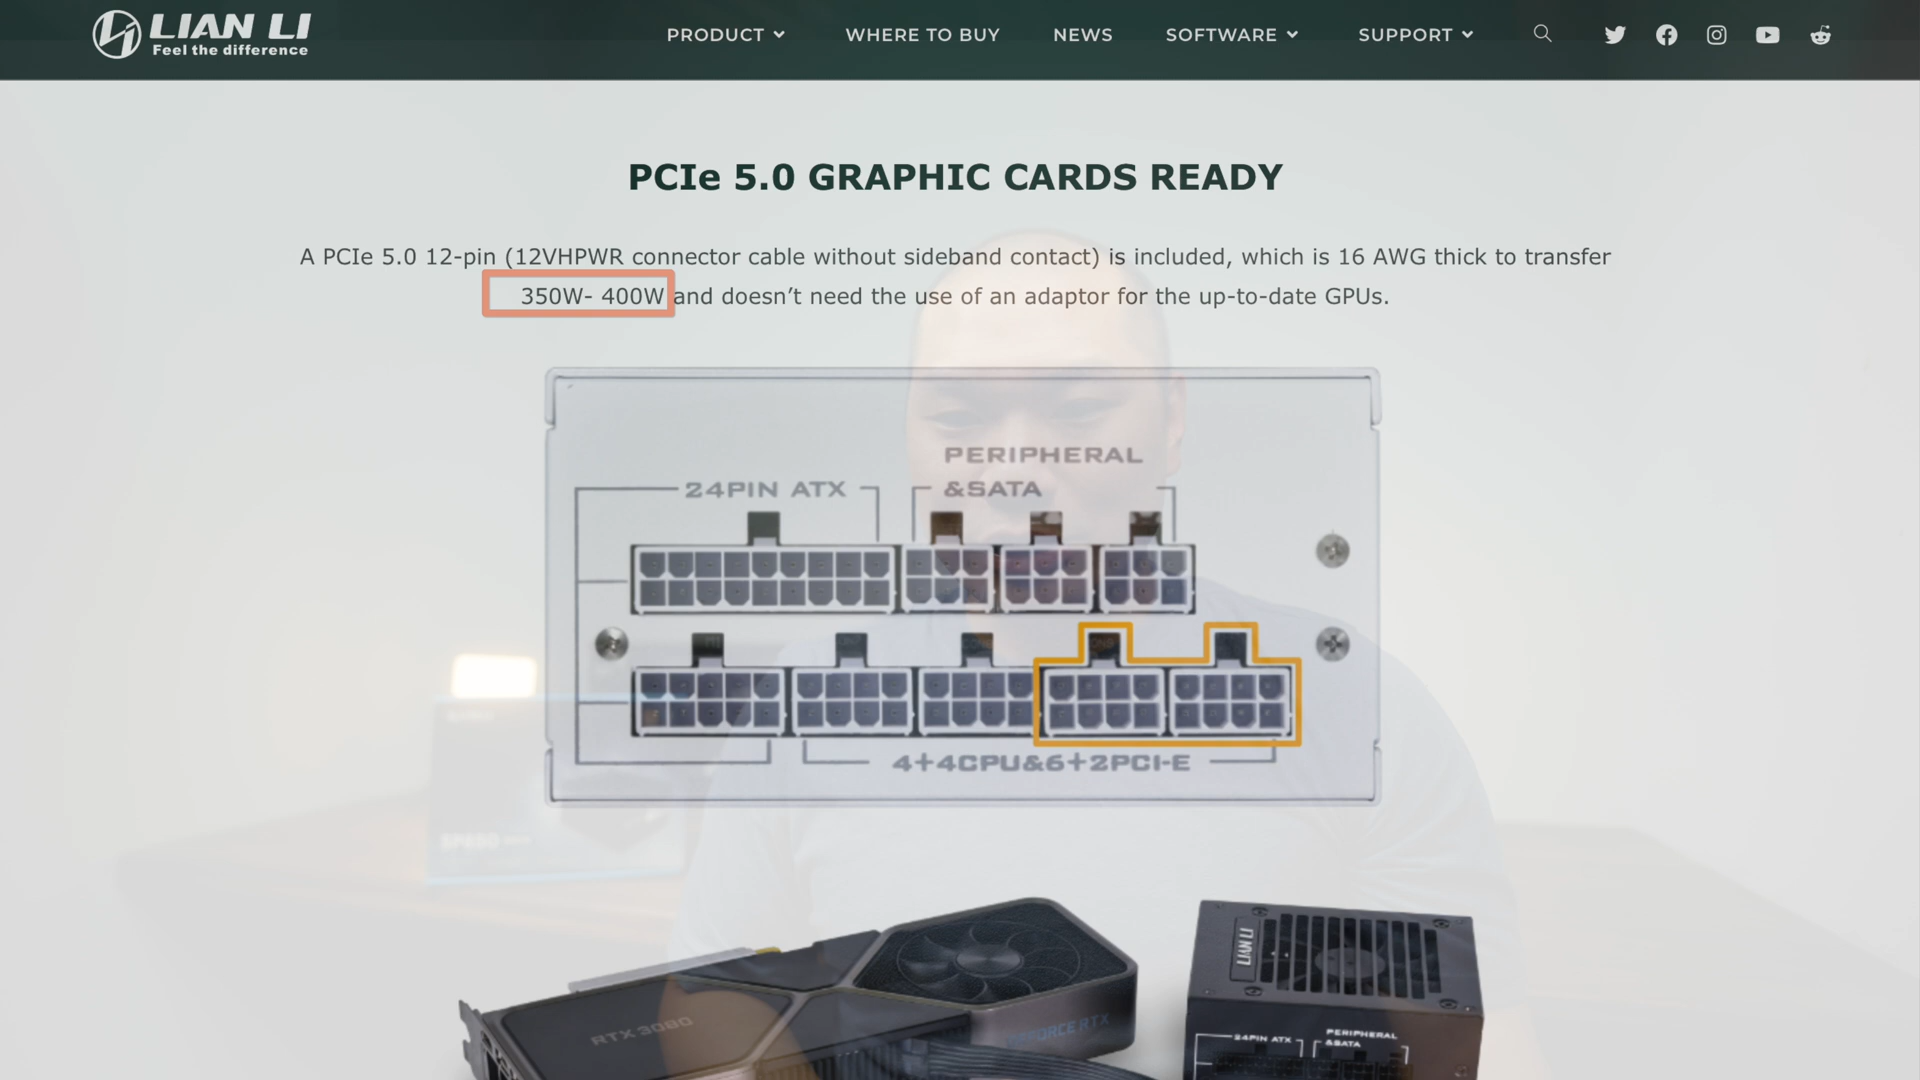 LIAN LI
Feel the difference
PRODUCT
WHERE TO BUY
NEWS
SOFTWARE
SUPPORT
PCIe 5.0 GRAPHIC CARDS READY
A PCIe 5.0 12-pin (12VHPWR connector cable without sideband contact) is included, which is 16 AWG thick to transfer
350W- 400W and doesn’t need the use of an adaptor for the up-to-date GPUs.
24PIN ATX
PERIPHERAL
&SATA
4+4CPU&6+2PCI-E
RTX 3080
GEFORCE RTX
LIAN LI
24PIN ATX
PERIPHERAL
&SATA